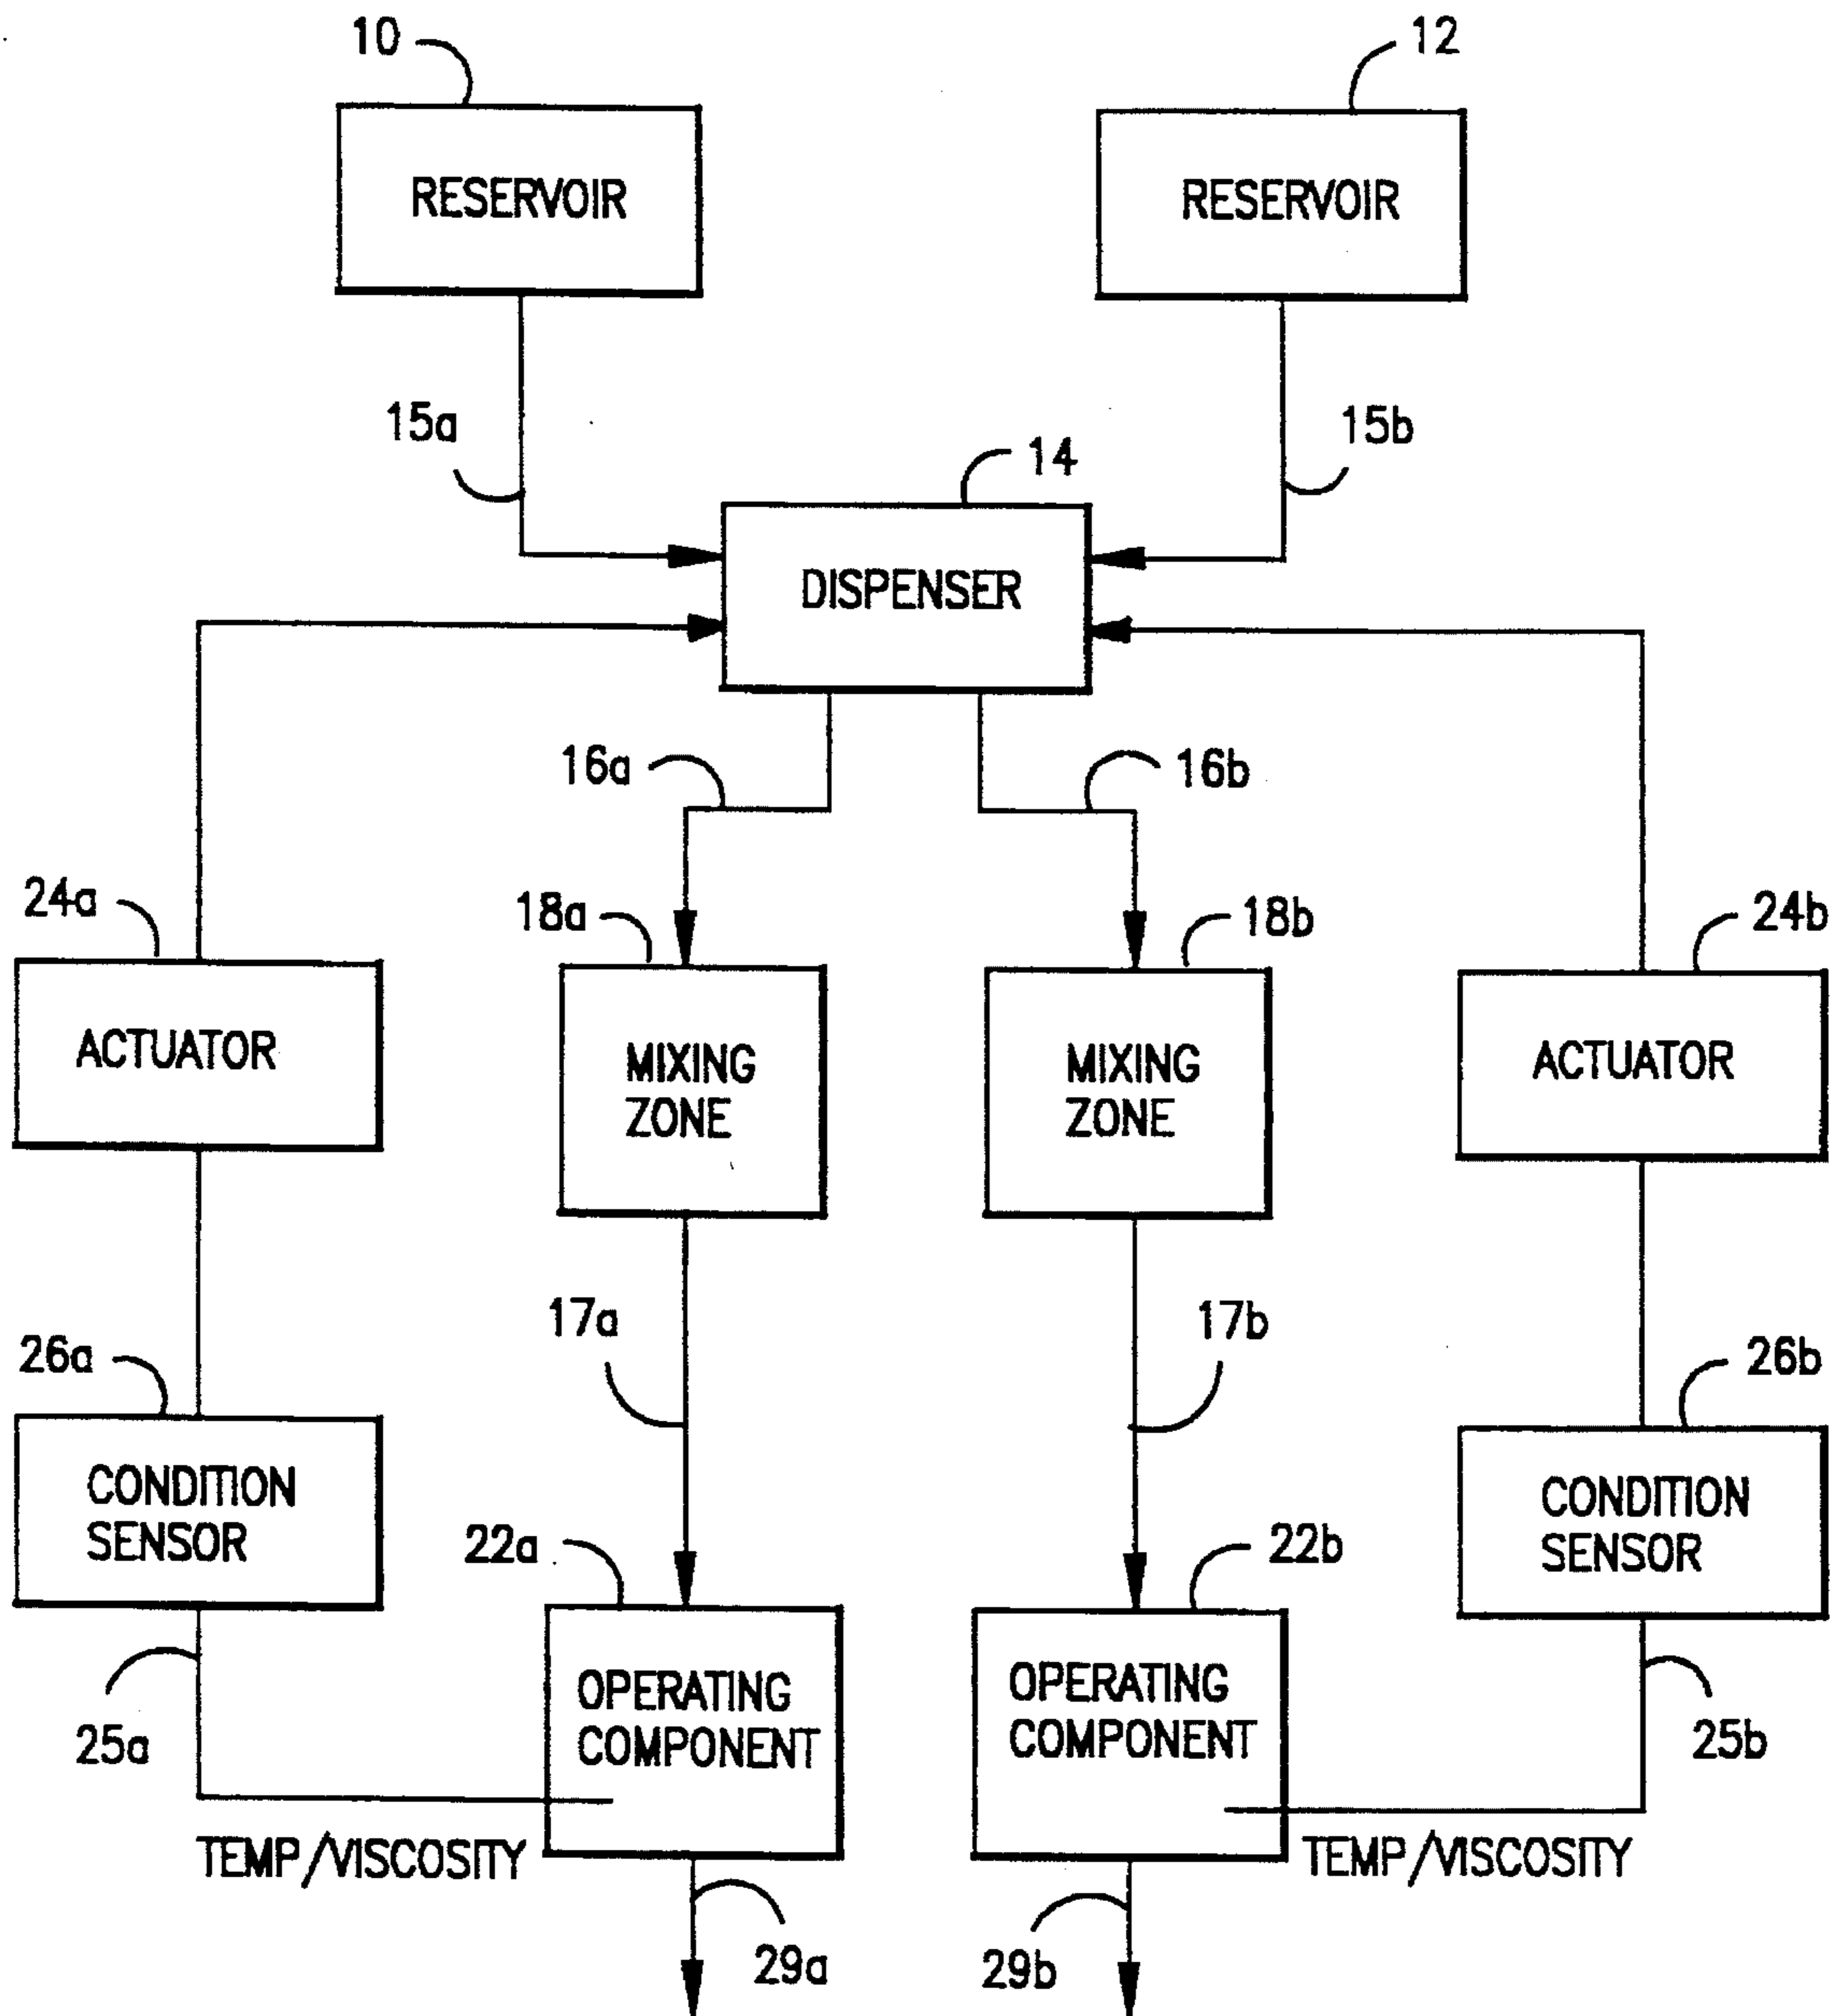 10
12
RESERVOIR
RESERVOIR
15a
15b
14
DISPENSER
16a
16b
24a
18a
18b
24b
ACTUATOR
MIXING
ZONE
MIXING
ZONE
ACTUATOR
17a
17b
26a
26b
CONDITION
SENSOR
CONDITION
SENSOR
22a
22b
OPERATING
COMPONENT
OPERATING
COMPONENT
25a
25b
TEMP/VISCOSITY
TEMP/VISCOSITY
29a
29b